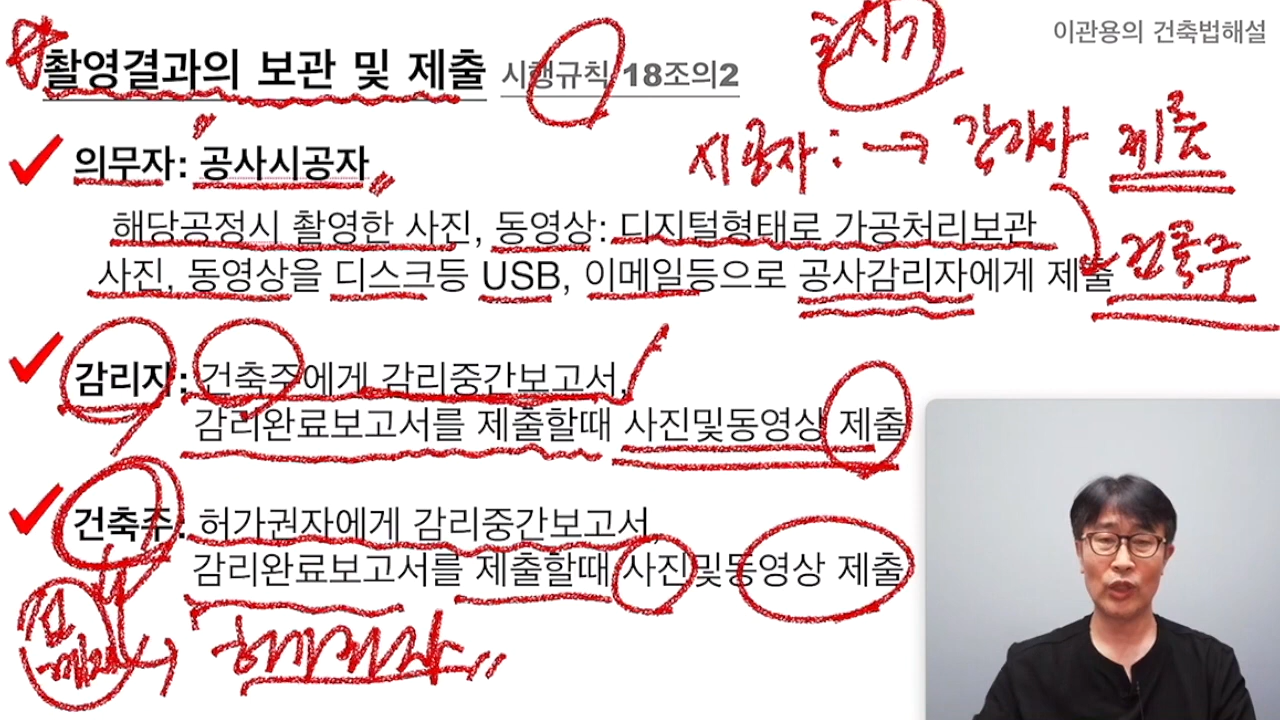 이관용의 건축법해설
촬영결과의 보관 및 제출 시행규칙 18조의2
시공자: → 감리자 제출
건축주
의무자: 공사시공자
해당공정시 촬영한 사진, 동영상: 디지털형태로 가공처리보관
사진, 동영상을 디스크등 USB, 이메일등으로 공사감리자에게 제출
감리자: 건축주에게 감리중간보고서,
감리완료보고서를 제출할때 사진및동영상 제출
건축주: 허가권자에게 감리중간보고서
감리완료보고서를 제출할때 사진및동영상 제출
허가권자